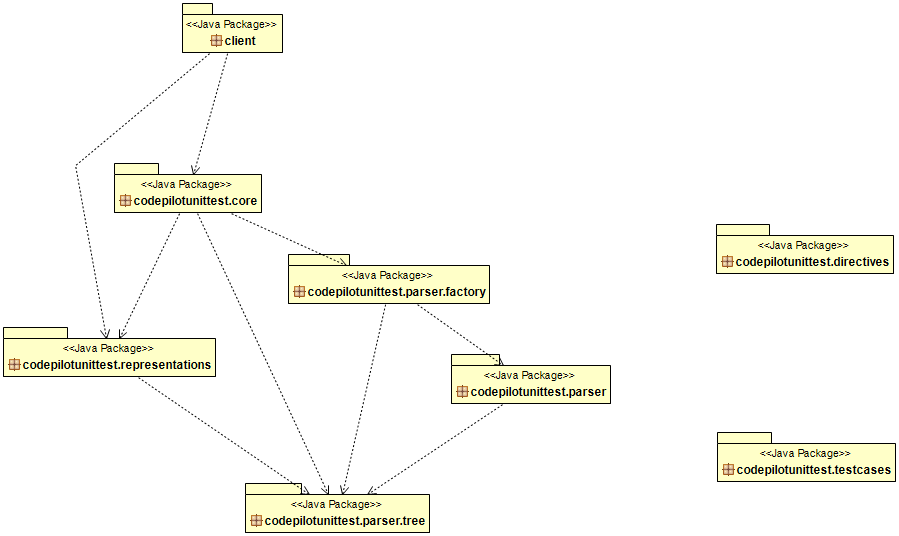 <<Java Package>>
client
<<Java Package>>
codepilotunittest.core
<<Java Package>>
codepilotunittest.directives
<<Java Package>>
codepilotunittest.parser.factory
<<Java Package>>
codepilotunittest.representations
<<Java Package>>
codepilotunittest.parser
<<Java Package>>
codepilotunittest.testcases
<<Java Package>>
codepilotunittest.parser.tree